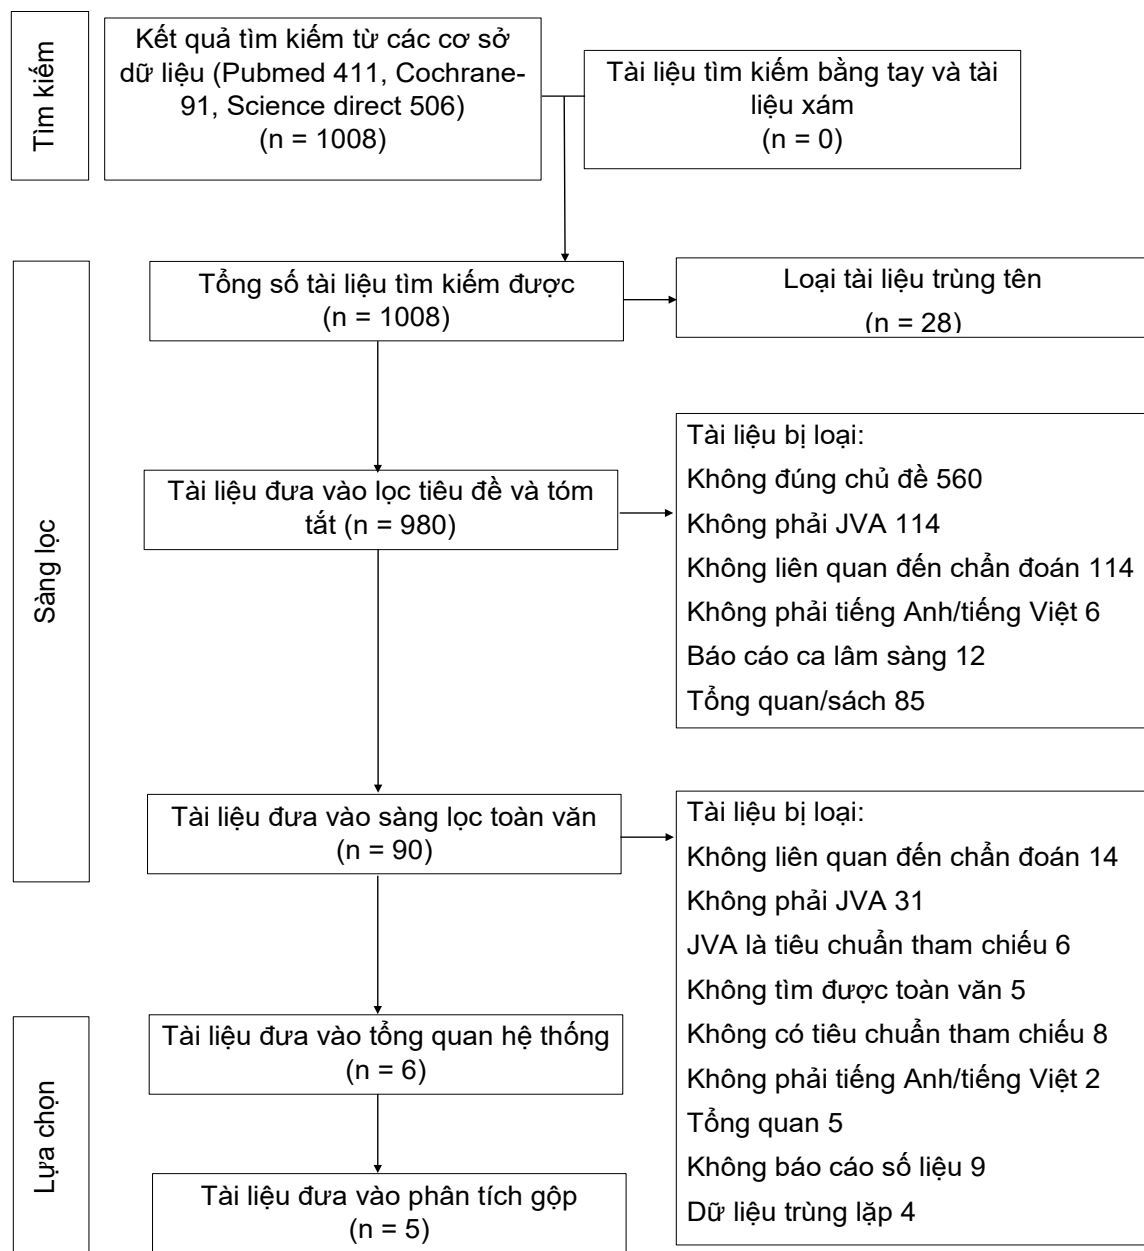 Tìm kiếm
Kết quả tìm kiếm từ các cơ sở
dữ liệu (Pubmed 411, Cochrane-
91, Science direct 506)
(n = 1008)
Tài liệu tìm kiếm bằng tay và tài
liệu xám
(n = 0)
Sàng lọc
Tổng số tài liệu tìm kiếm được
(n = 1008)
Loại tài liệu trùng tên
(n = 28)
Tài liệu đưa vào lọc tiêu đề và tóm
tắt (n = 980)
Tài liệu bị loại:
Không đúng chủ đề 560
Không phải JVA 114
Không liên quan đến chẩn đoán 114
Không phải tiếng Anh/tiếng Việt 6
Báo cáo ca lâm sàng 12
Tổng quan/sách 85
Tài liệu đưa vào sàng lọc toàn văn
(n = 90)
Tài liệu bị loại:
Không liên quan đến chẩn đoán 14
Không phải JVA 31
JVA là tiêu chuẩn tham chiếu 6
Không tìm được toàn văn 5
Không có tiêu chuẩn tham chiếu 8
Không phải tiếng Anh/tiếng Việt 2
Tổng quan 5
Không báo cáo số liệu 9
Dữ liệu trùng lặp 4
Lựa chọn
Tài liệu đưa vào tổng quan hệ thống
(n = 6)
Tài liệu đưa vào phân tích gộp
(n = 5)